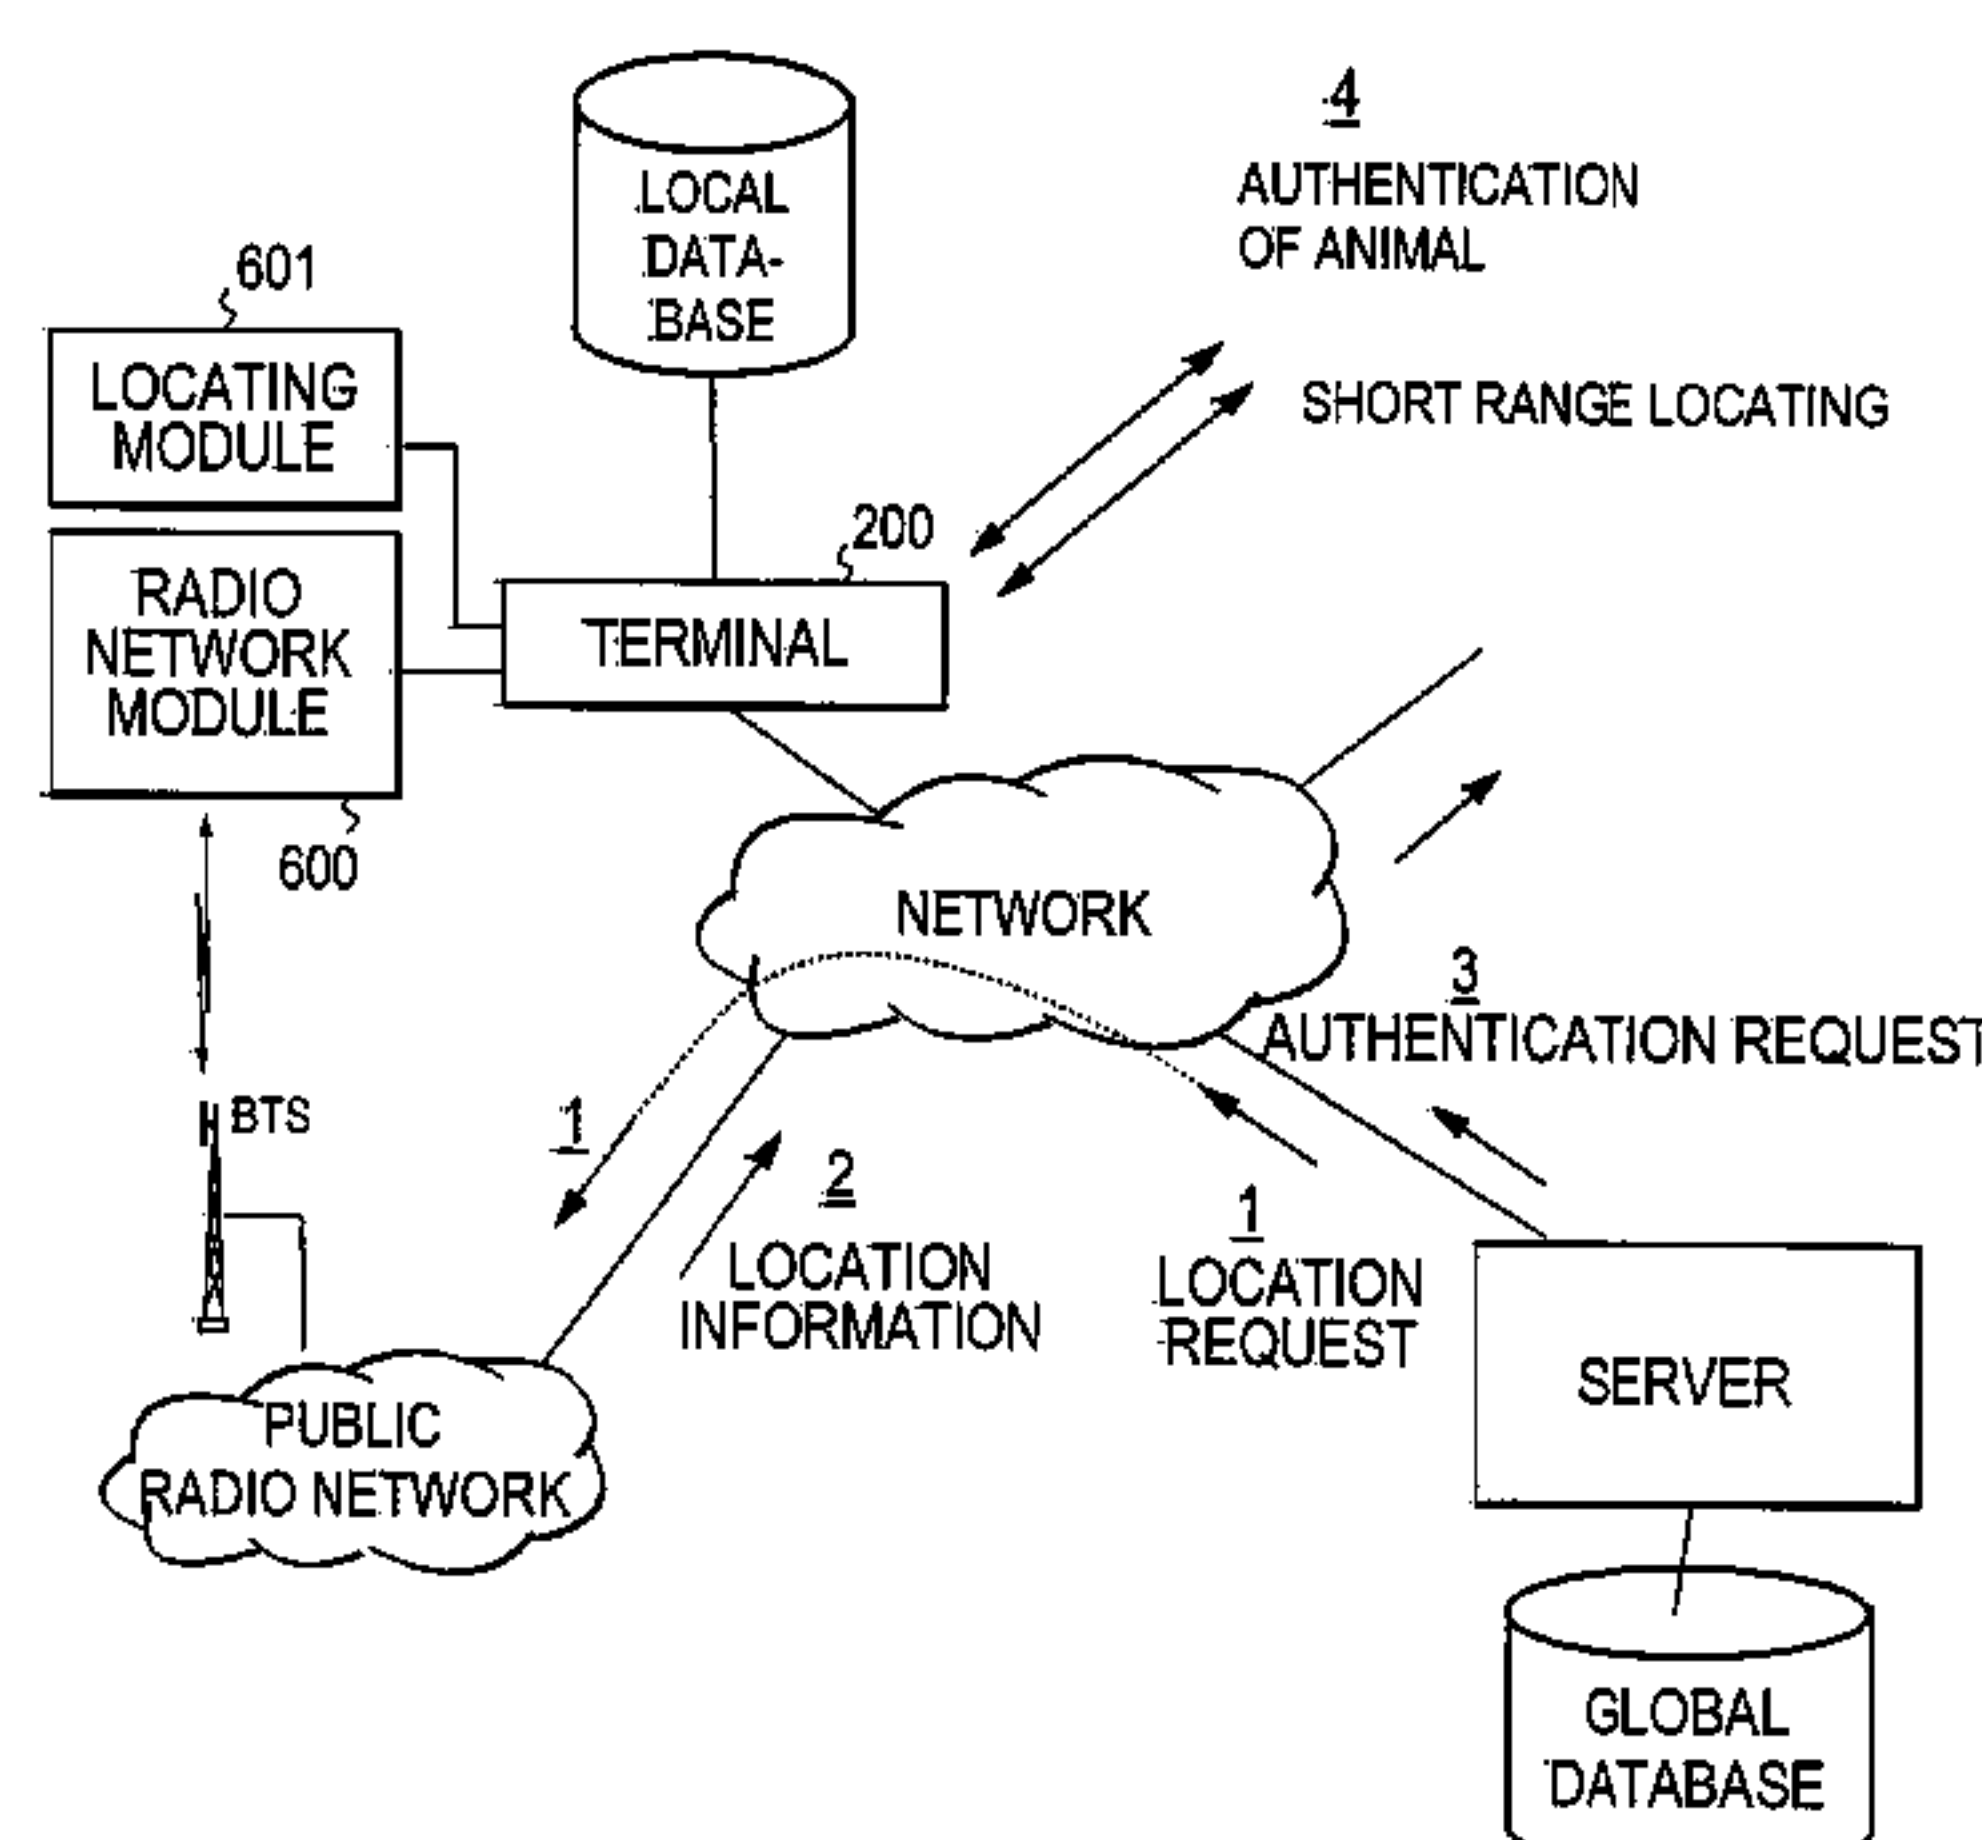 LOCAL
DATA-
BASE
4
AUTHENTICATION
OF ANIMAL
601
LOCATING
MODULE
SHORT RANGE LOCATING
200
TERMINAL
RADIO
NETWORK
MODULE
600
NETWORK
3
AUTHENTICATION REQUEST
BTS
1
2
LOCATION
INFORMATION
1
LOCATION
REQUEST
SERVER
PUBLIC
RADIO NETWORK
GLOBAL
DATABASE